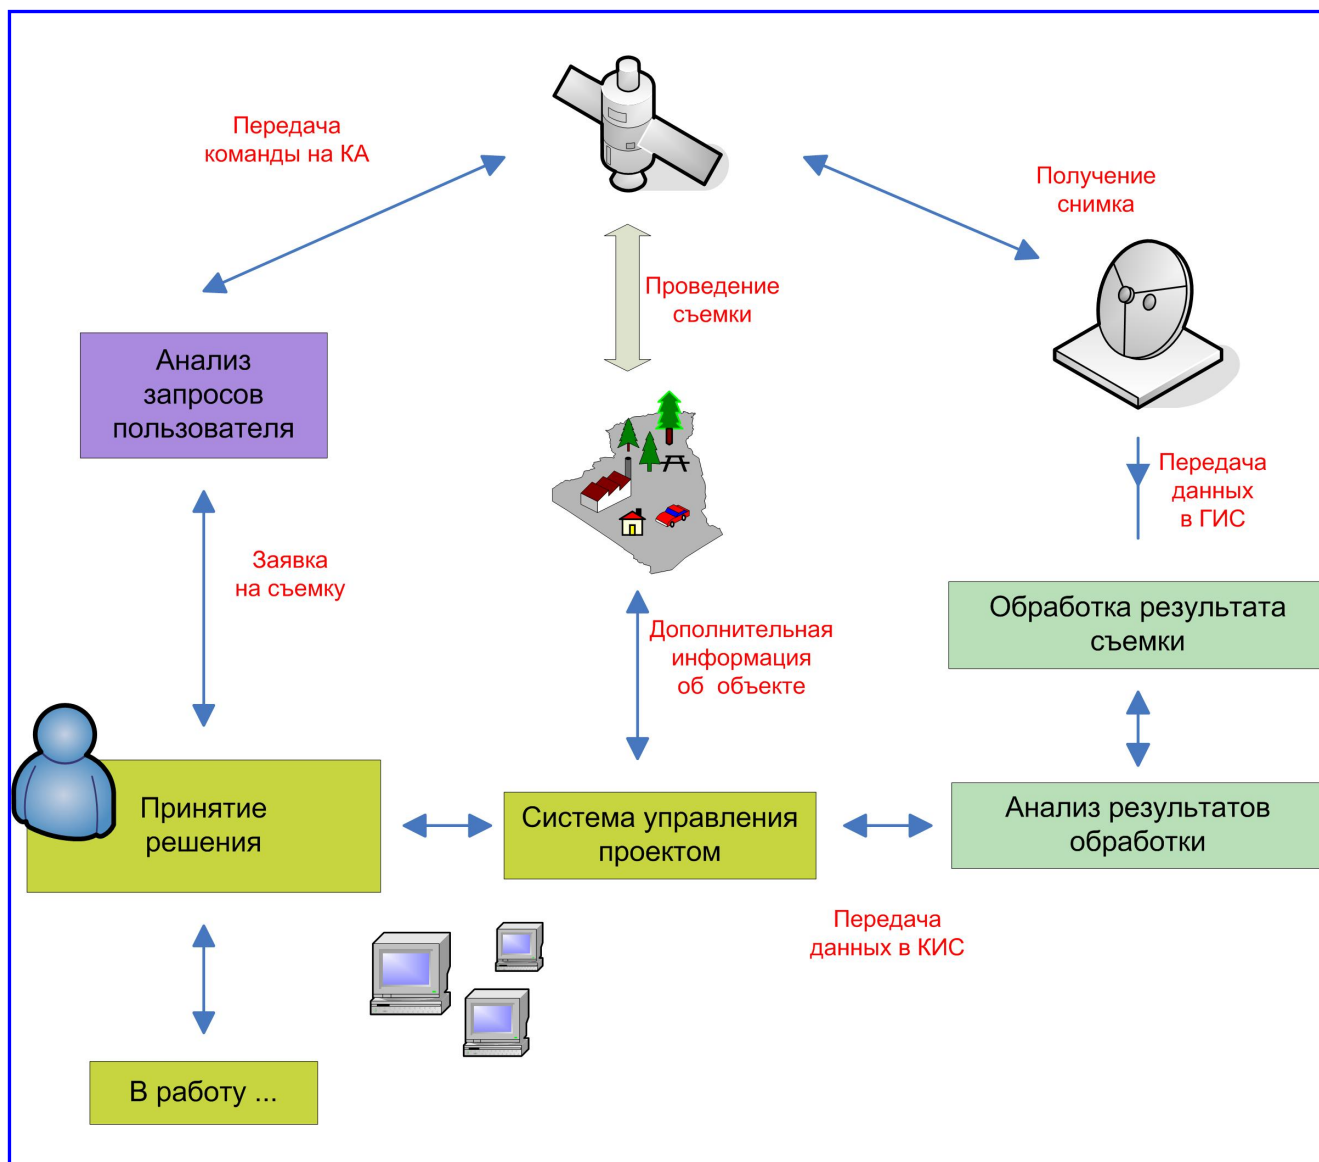 Передача
команды на КА
Получение
снимка
Проведение
съемки
Анализ
запросов
пользователя
Передача
данных
в ГИС
Заявка
на съемку
Дополнительная
информация
об объекте
Обработка результата
съемки
Принятие
решения
Система управления
проектом
Анализ результатов
обработки
Передача
данных в КИС
В работу ...